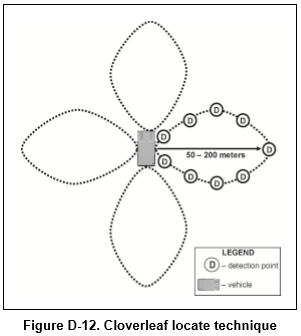 D
D
D
D
D
50 – 200 meters
D
D
D
D
LEGEND
D – detection point
– vehicle
Figure D-12. Cloverleaf locate technique